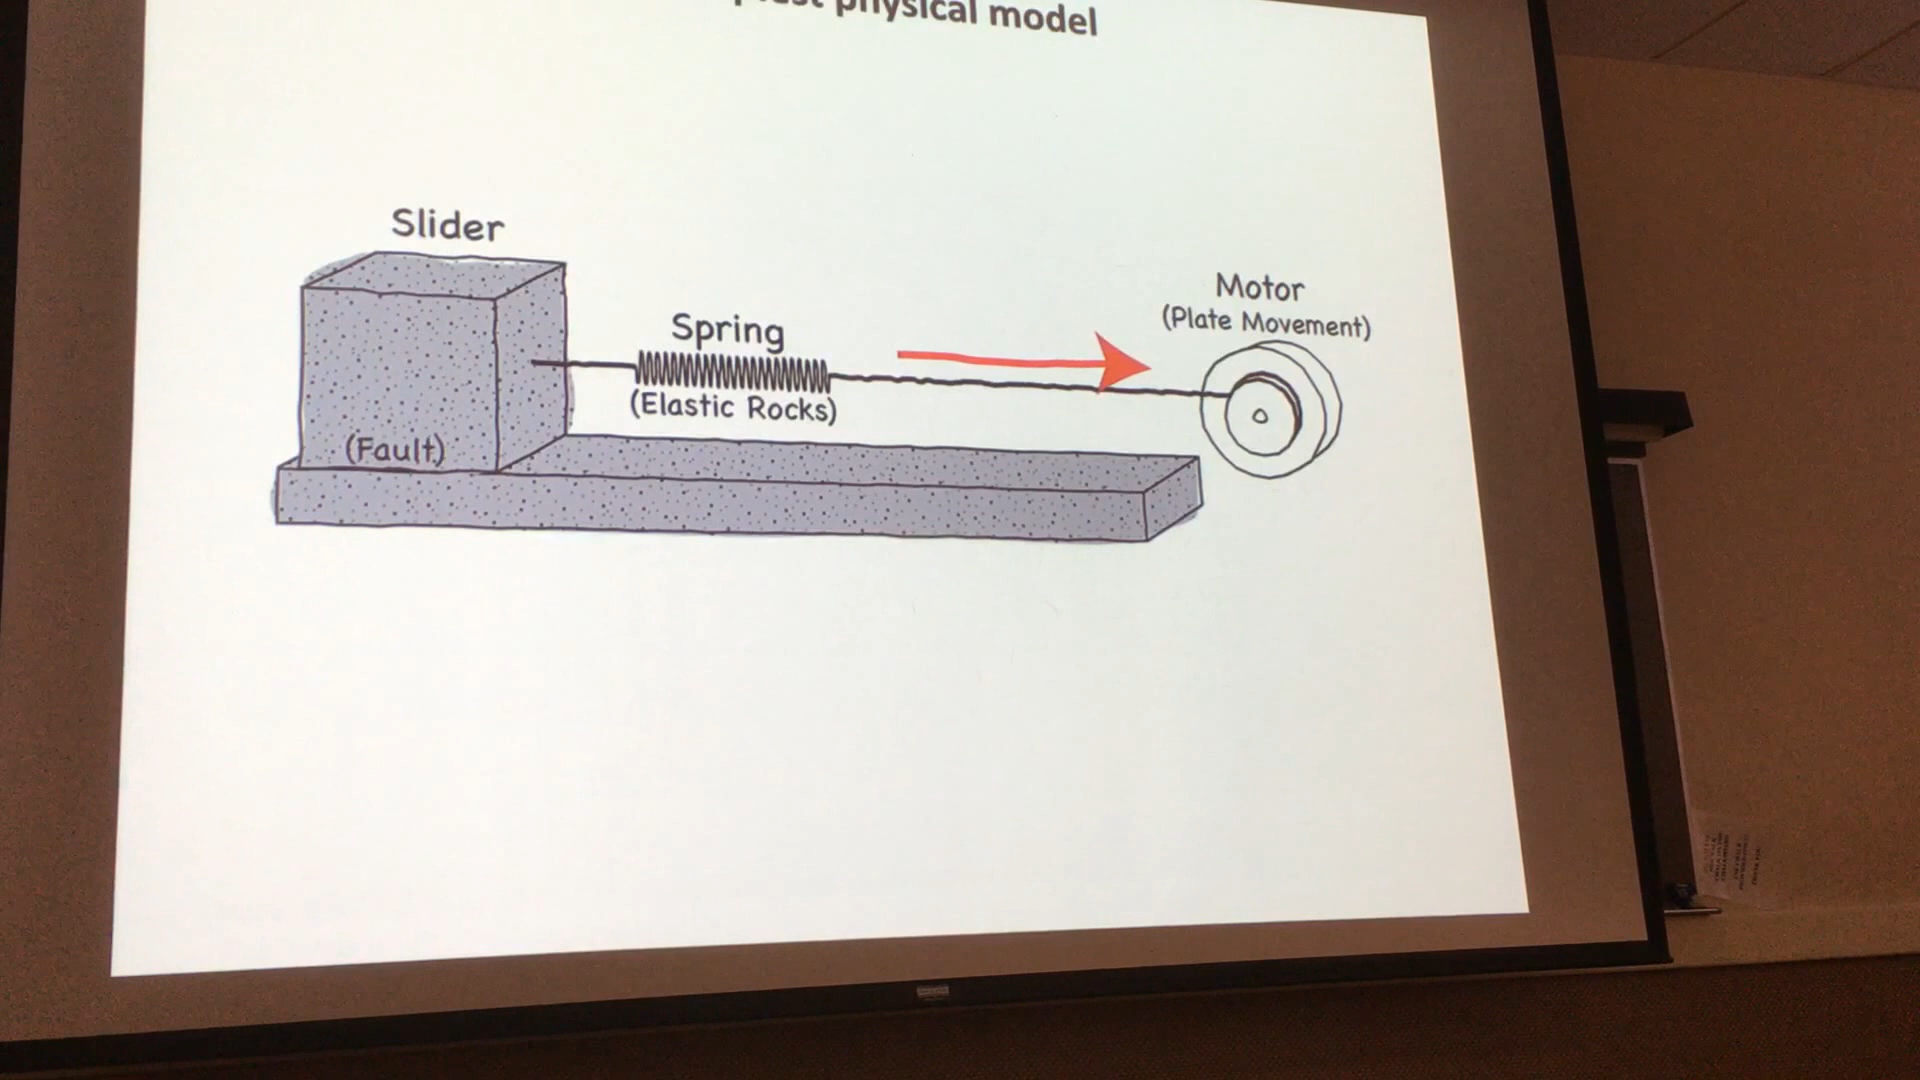 physical model
Slider
Motor
(Plate Movement)
Spring
(Elastic Rocks)
(Fault)